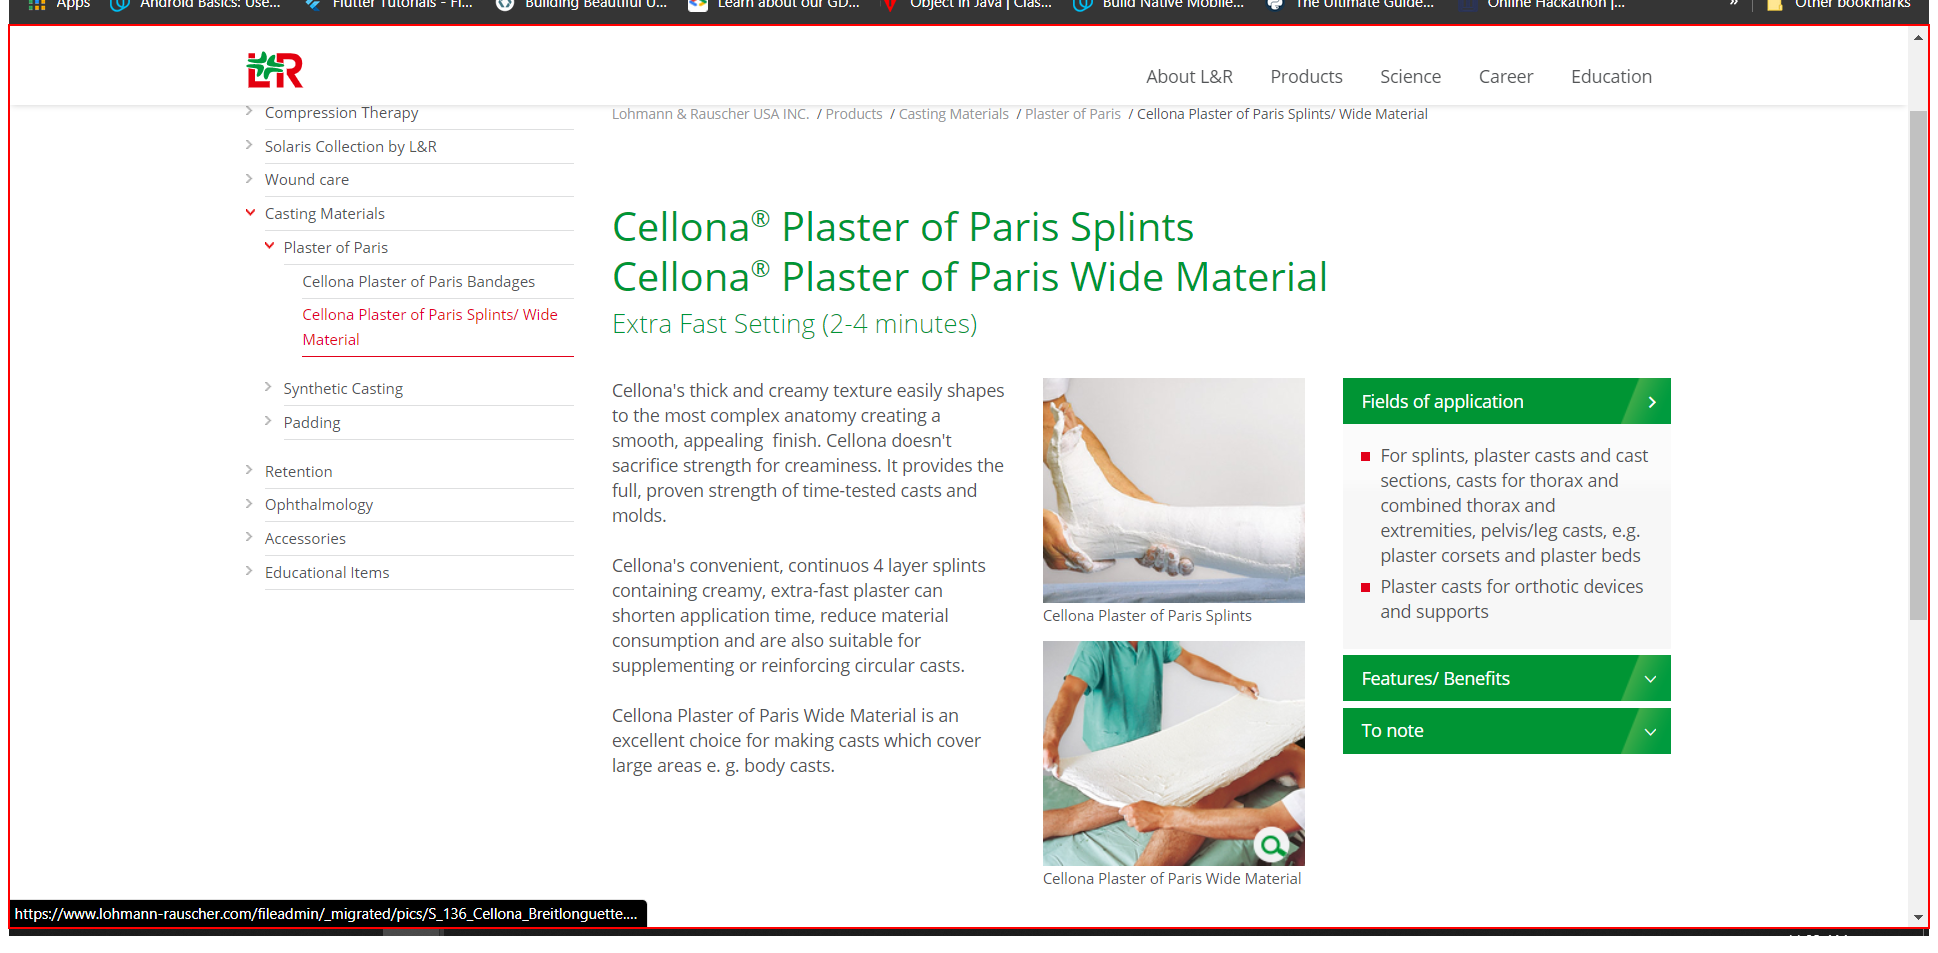 Apps
Android Basics: Use...
Flutter Tutorials - Fl...
Building Beautiful U...
Learn about our GD...
Object in Java | Clas...
Build Native Mobile...
The Ultimate Guide...
Online Hackathon |...
»
Other bookmarks
L&R
About L&R
Products
Science
Career
Education
Compression Therapy
Solaris Collection by L&R
Wound care
Casting Materials
Plaster of Paris
Cellona Plaster of Paris Bandages
Cellona Plaster of Paris Splints/ Wide
Material
Synthetic Casting
Padding
Retention
Ophthalmology
Accessories
Educational Items
Lohmann & Rauscher USA INC. / Products / Casting Materials / Plaster of Paris / Cellona Plaster of Paris Splints/ Wide Material
Cellona® Plaster of Paris Splints
Cellona® Plaster of Paris Wide Material
Extra Fast Setting (2-4 minutes)
Cellona's thick and creamy texture easily shapes
to the most complex anatomy creating a
smooth, appealing finish. Cellona doesn't
sacrifice strength for creaminess. It provides the
full, proven strength of time-tested casts and
molds.
Cellona's convenient, continuos 4 layer splints
containing creamy, extra-fast plaster can
shorten application time, reduce material
consumption and are also suitable for
supplementing or reinforcing circular casts.
Cellona Plaster of Paris Wide Material is an
excellent choice for making casts which cover
large areas e. g. body casts.
Cellona Plaster of Paris Splints
Cellona Plaster of Paris Wide Material
Fields of application
For splints, plaster casts and cast
sections, casts for thorax and
combined thorax and
extremities, pelvis/leg casts, e.g.
plaster corsets and plaster beds
Plaster casts for orthotic devices
and supports
Features/ Benefits
To note
https://www.lohmann-rauscher.com/fileadmin/_migrated/pics/S_136_Cellona_Breitlonguette....